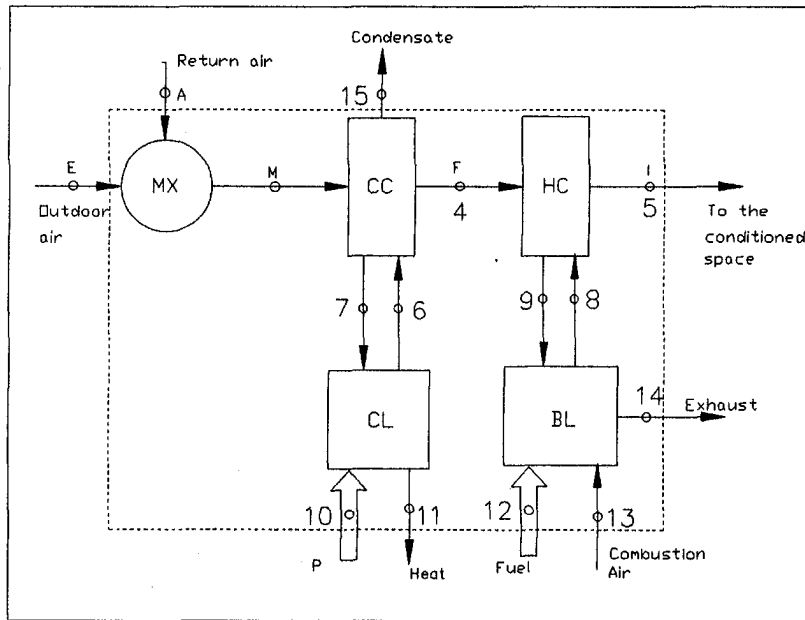 Condensate
Return air
15
A
E
MX
M
CC
F
HC
I
4
5
Outdoor
air
To the
conditioned
space
7
6
9
8
CL
BL
14
Exhaust
10
11
12
13
P
Heat
Fuel
Combustion
Air